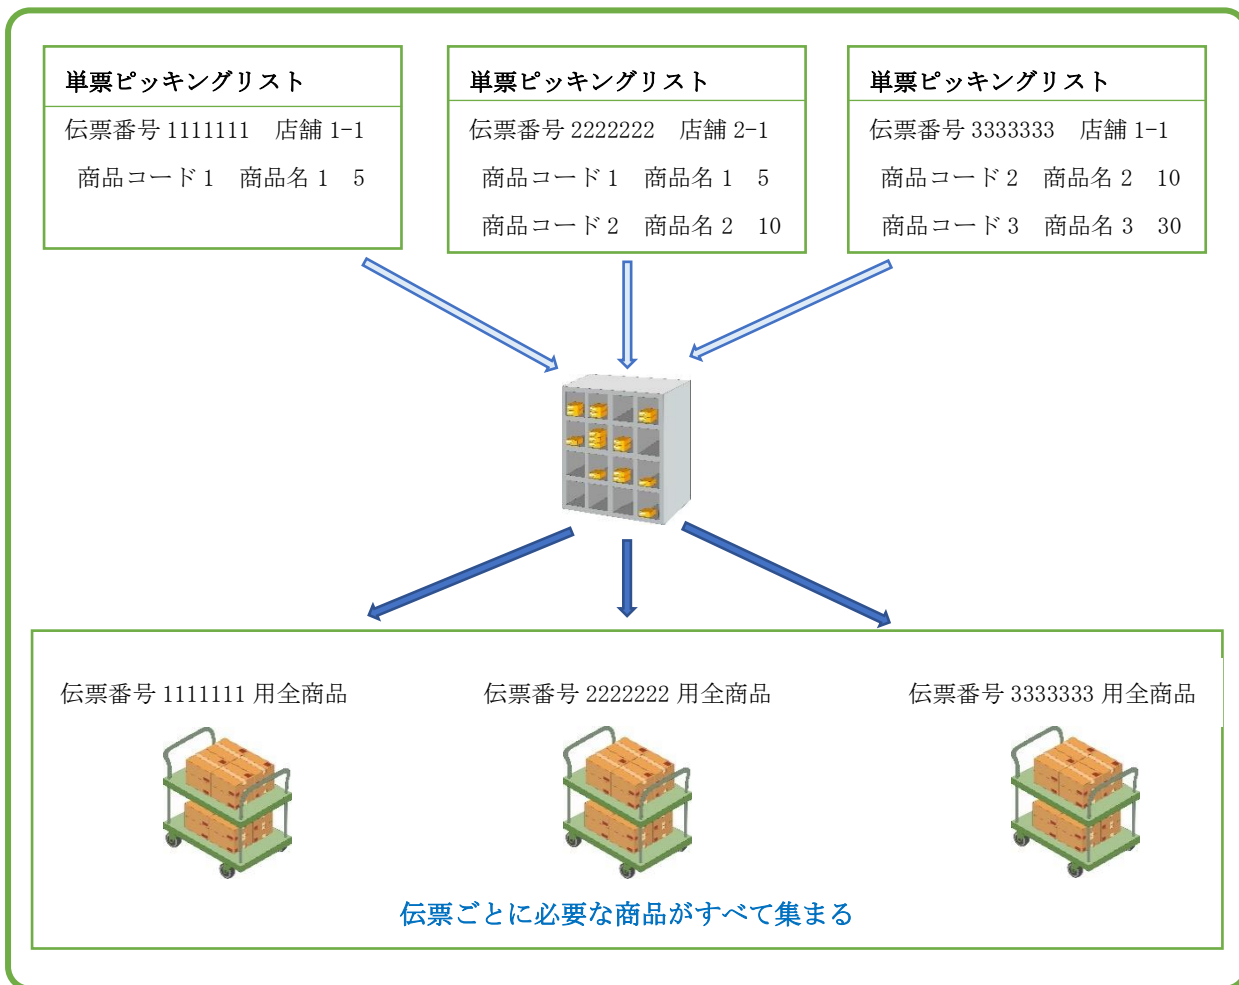 単票ピッキングリスト
伝票番号 1111111　店舗 1-1
商品コード 1　商品名 1　5
単票ピッキングリスト
伝票番号 2222222　店舗 2-1
商品コード 1　商品名 1　5
商品コード 2　商品名 2　10
単票ピッキングリスト
伝票番号 3333333　店舗 1-1
商品コード 2　商品名 2　10
商品コード 3　商品名 3　30
伝票番号 1111111 用全商品
伝票番号 2222222 用全商品
伝票番号 3333333 用全商品
伝票ごとに必要な商品がすべて集まる